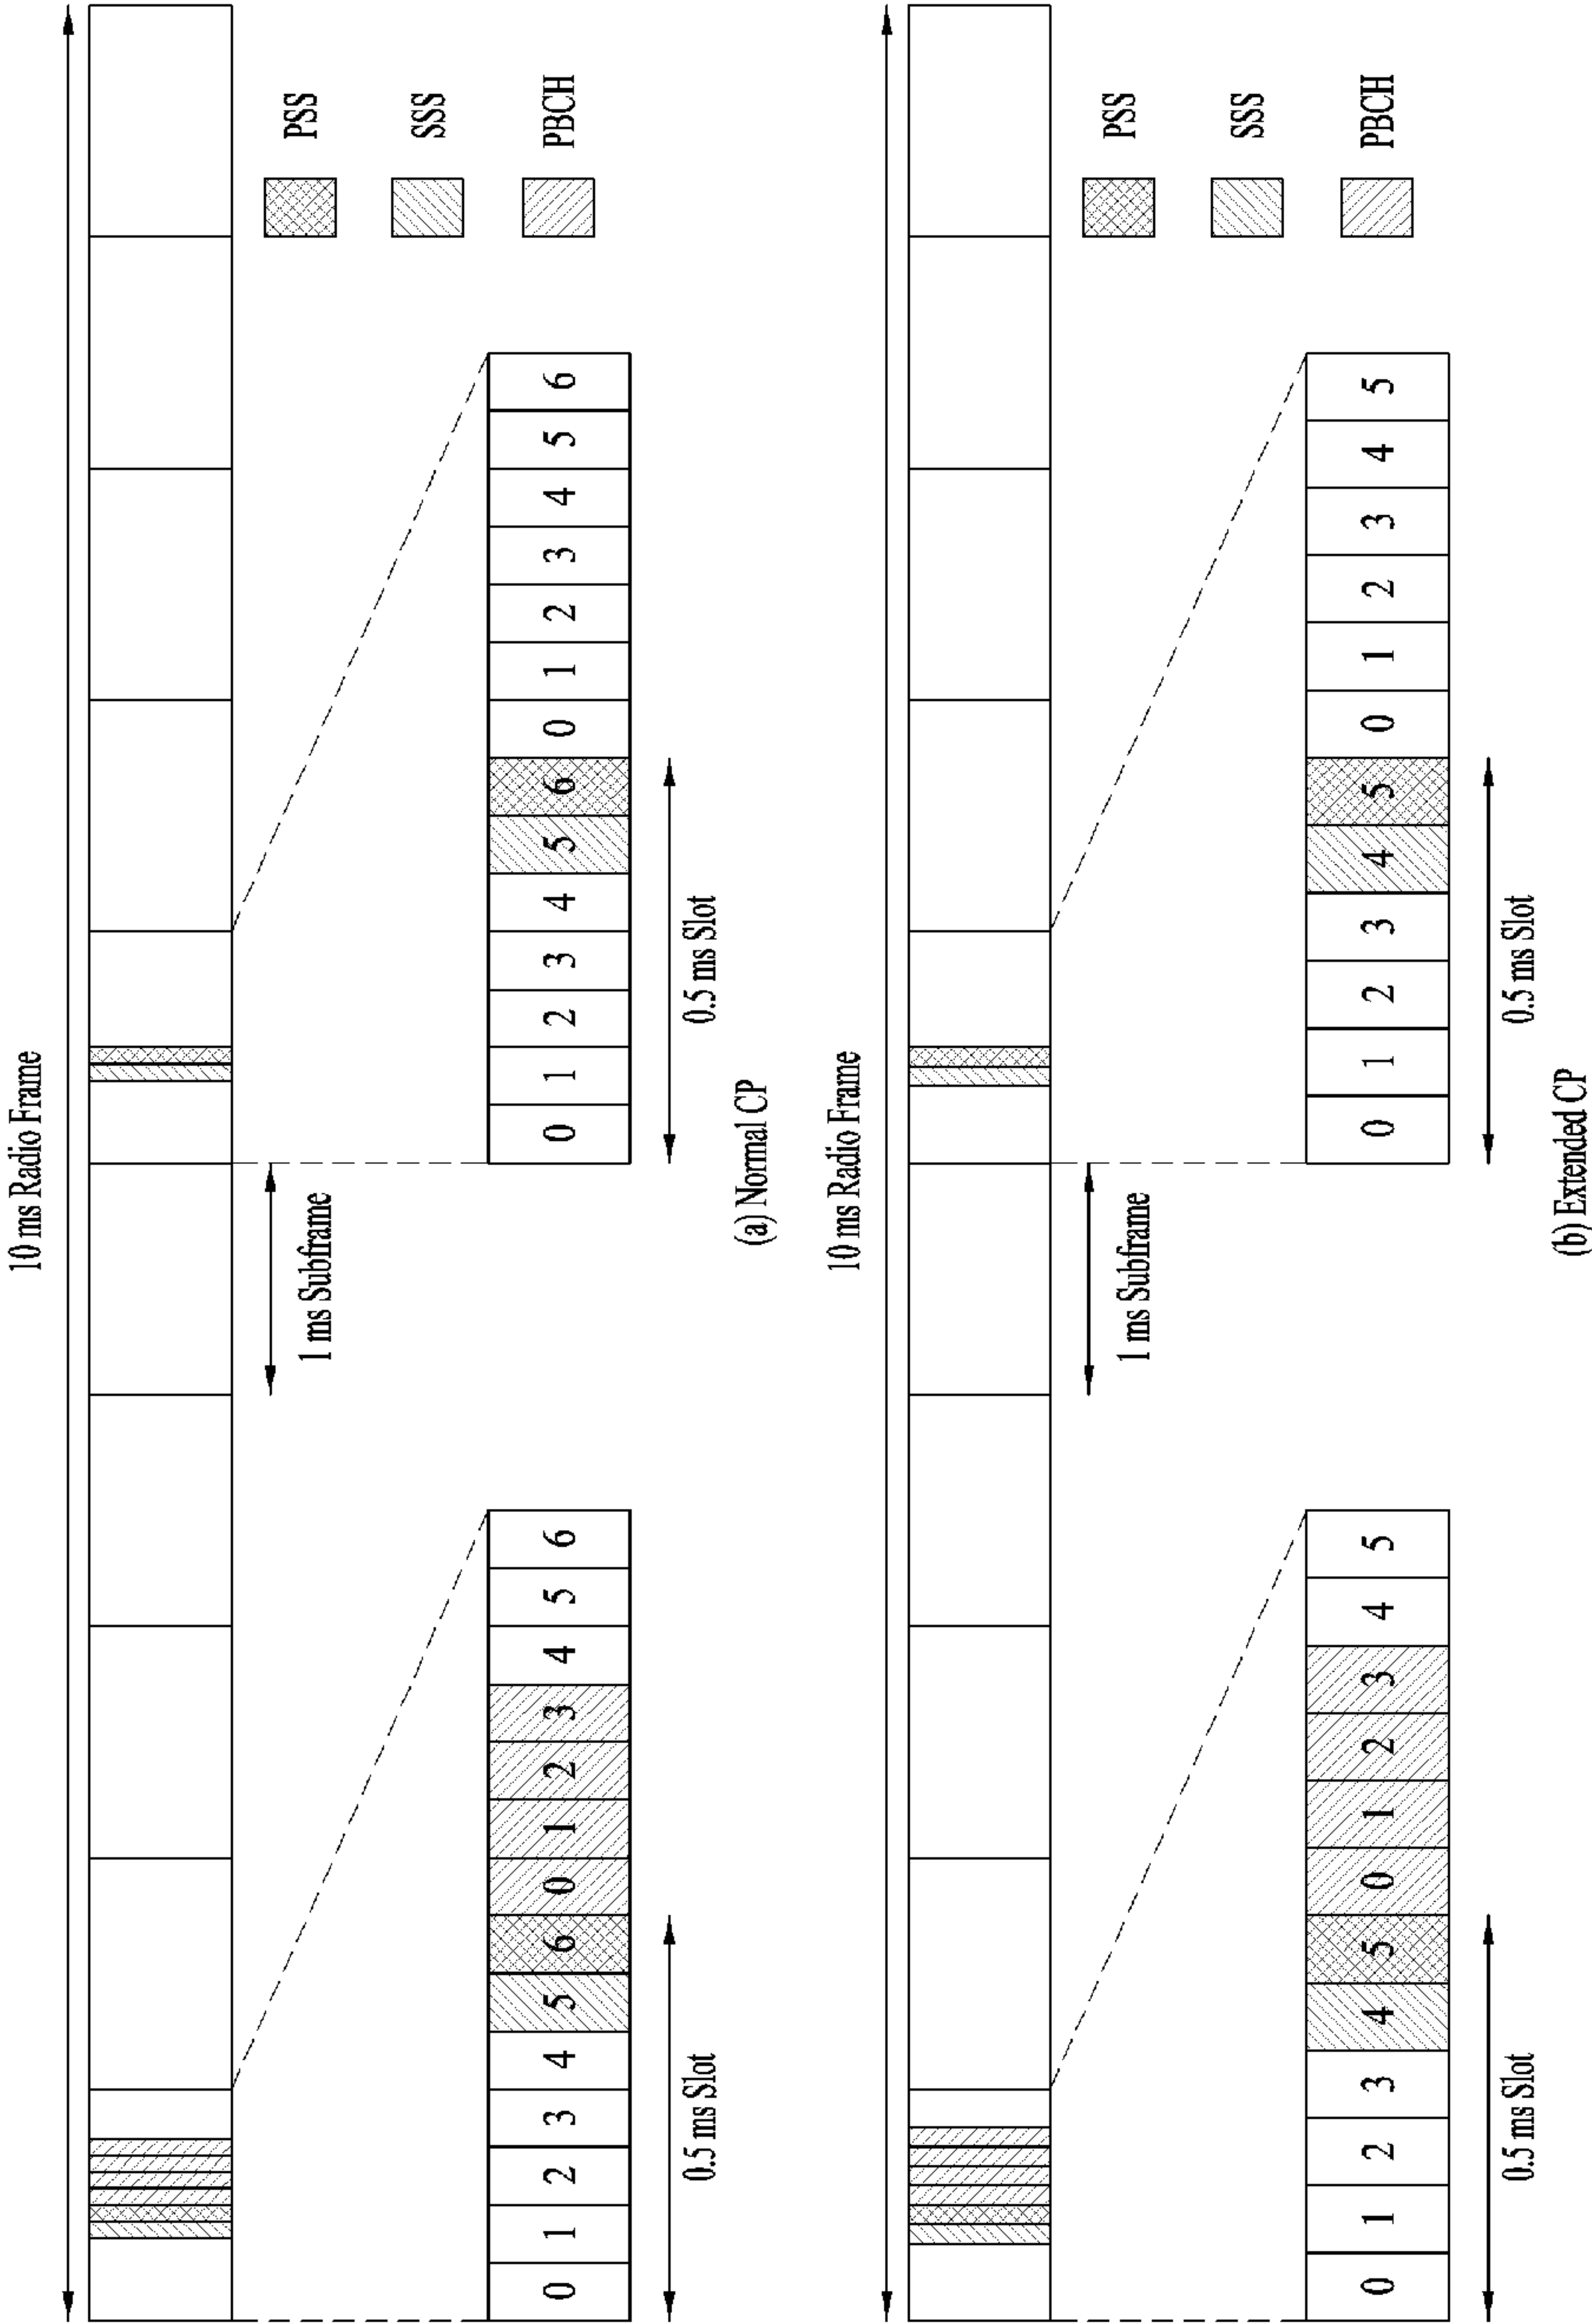 10 ms Radio Frame
1 ms Subframe
PSS
SSS
PBCH
0 1 2 3 4 5 6 0 1 2 3 4 5 6
0 1 2 3 4 5 6 0 1 2 3 4 5 6
0.5 ms Slot
0.5 ms Slot
(a) Normal CP
10 ms Radio Frame
1 ms Subframe
PSS
SSS
PBCH
0 1 2 3 4 5 0 1 2 3 4 5
0 1 2 3 4 5 0 1 2 3 4 5
0.5 ms Slot
0.5 ms Slot
(b) Extended CP